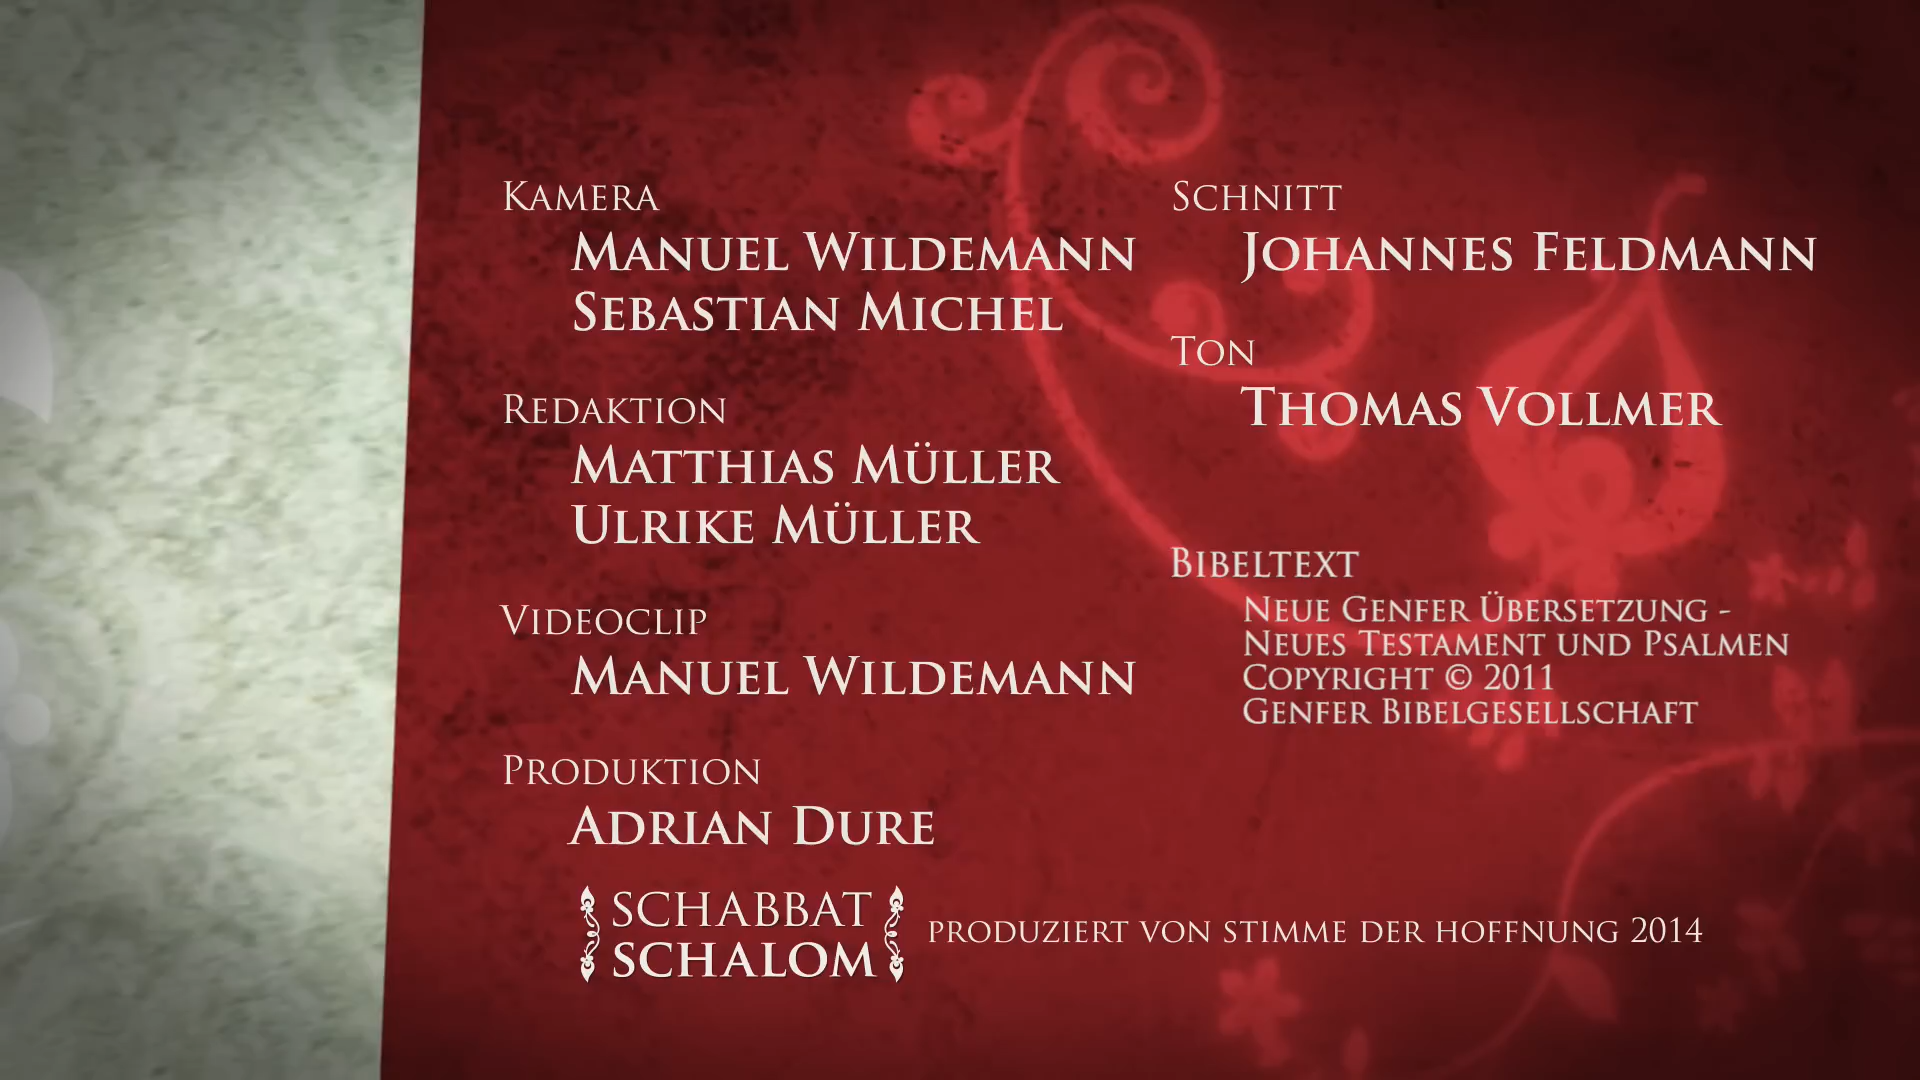 Kamera
Manuel Wildemann
Sebastian Michel
Redaktion
Matthias Müller
Ulrike Müller
Videoclip
Manuel Wildemann
Produktion
Adrian Dure
Schnitt
Johannes Feldmann
Ton
Thomas Vollmer
Bibeltext
Neue Genfer Übersetzung -
Neues Testament und Psalmen
Copyright © 2011
Genfer Bibelgesellschaft
SCHABBAT
SCHALOM
produziert von stimme der hoffnung 2014